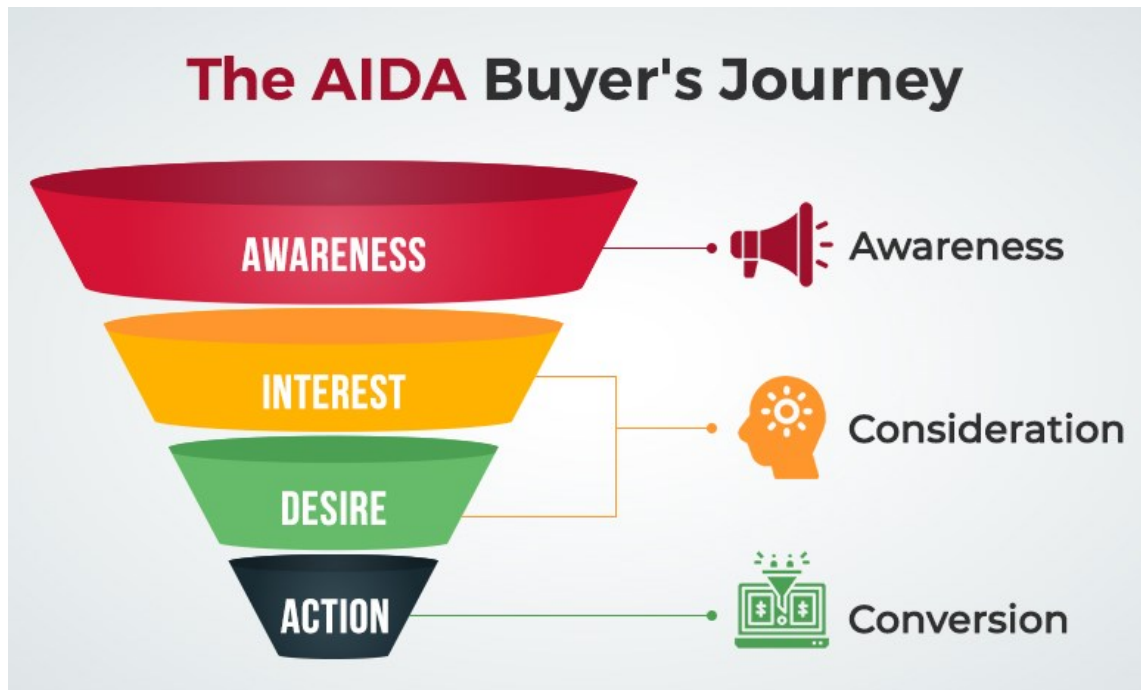 The AIDA Buyer's Journey
AWARENESS
Awareness
INTEREST
Consideration
DESIRE
ACTION
Conversion